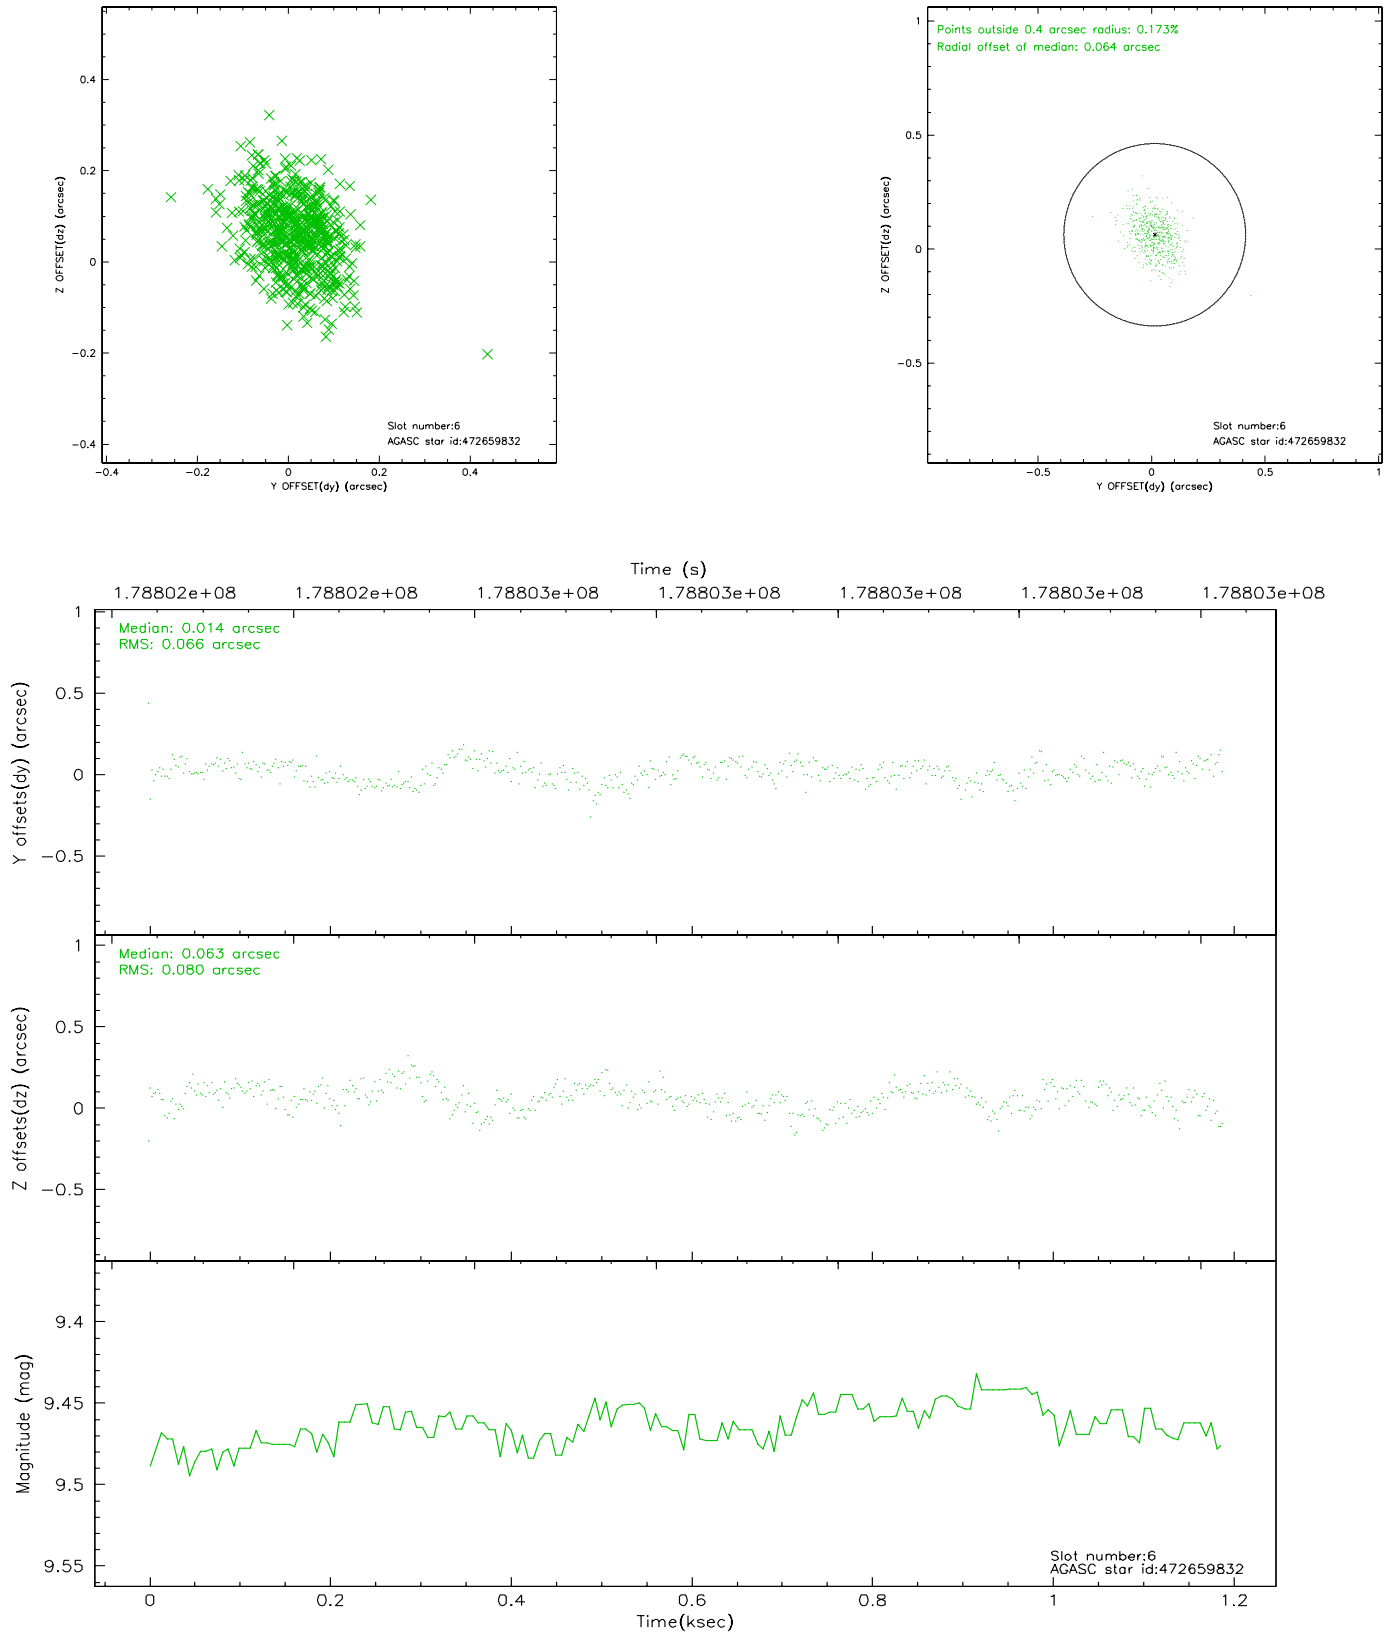 0.4
0.2
0
−0.2
−0.4
Z OFFSET(dz) (arcsec)
Slot number:6
AGASC star id:472659832
−0.4
−0.2
0
0.2
0.4
Y OFFSET(dy) (arcsec)
Points outside 0.4 arcsec radius: 0.173%
Radial offset of median: 0.064 arcsec
1
0.5
0
−0.5
Z OFFSET(dz) (arcsec)
Slot number:6
AGASC star id:472659832
−0.5
0
0.5
1
Y OFFSET(dy) (arcsec)
Time (s)
1.78802e+08
1.78802e+08
1.78803e+08
1.78803e+08
1.78803e+08
1.78803e+08
1.78803e+08
Median: 0.014 arcsec
RMS: 0.066 arcsec
1
0.5
0
−0.5
Y offsets(dy) (arcsec)
Median: 0.063 arcsec
RMS: 0.080 arcsec
1
0.5
0
−0.5
Z offsets(dz) (arcsec)
9.4
9.45
9.5
9.55
Magnitude (mag)
Slot number:6
AGASC star id:472659832
0
0.2
0.4
0.6
0.8
1
1.2
Time(ksec)